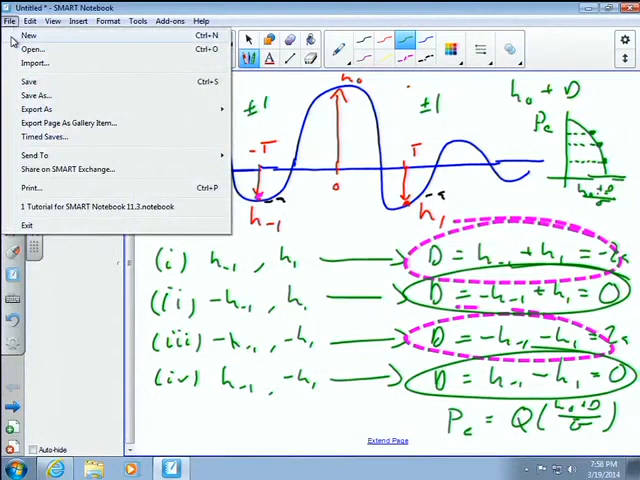 Untitled * - SMART Notebook
File Edit View Insert Format Tools Add-ons Help
New Ctrl+N
Open... Ctrl+O
Import...
Save Ctrl+S
Save As...
Export As
Export Page As Gallery Item...
Timed Saves...
Send To
Share on SMART Exchange...
Print... Ctrl+P
1 Tutorial for SMART Notebook 11.3.notebook
Exit
h₀ ±1 ±1 h₀ + D
Pe
-T T
0
-a -a
h₋₁ h₁
h₀+D
σ
(i) h₋₁ , h₁ → D = h₋₁ + h₁ = -2a
(ii) -h₋₁ , h₁ → D = -h₋₁ + h₁ = 0
(iii) -h₋₁ , -h₁ → D = -h₋₁ - h₁ = 2a
(iv) h₋₁ , -h₁ → D = h₋₁ - h₁ = 0
Pe = Q(h₀+D/σ)
Extend Page
Auto-hide
7:58 PM
3/19/2014